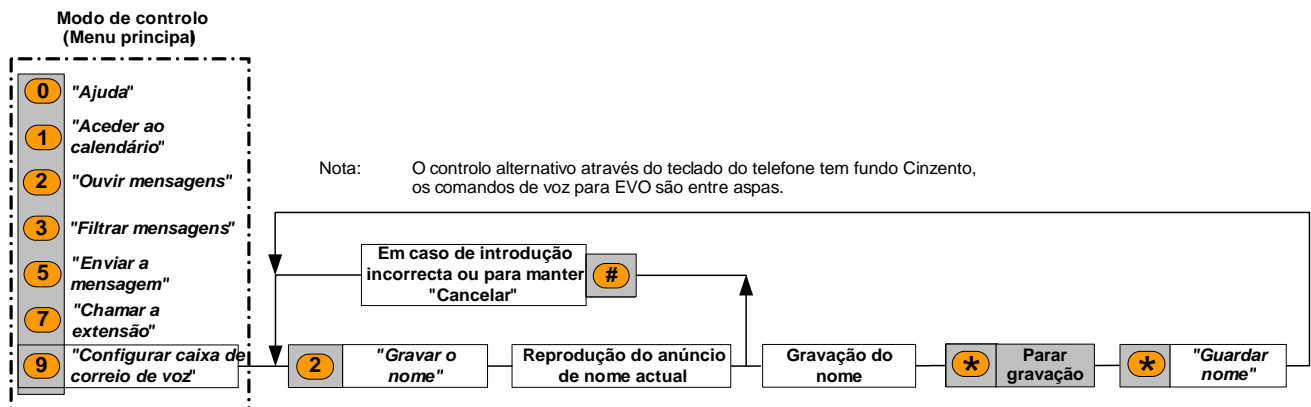 Modo de controlo
(Menu principal)
0 "Ajuda"
1 "Aceder ao
calendário"
2 "Ouvir mensagens"
3 "Filtrar mensagens"
5 "Enviar a
mensagem"
7 "Chamar a
extensão"
9 "Configurar caixa de
correio de voz"
Nota: O controlo alternativo através do teclado do telefone tem fundo Cinzento,
os comandos de voz para EVO são entre aspas.
Em caso de introdução
incorrecta ou para manter
"Cancelar"
#
2 "Gravar o
nome"
Reprodução do anúncio
de nome actual
Gravação do
nome
* Parar
gravação
* "Guardar
nome"